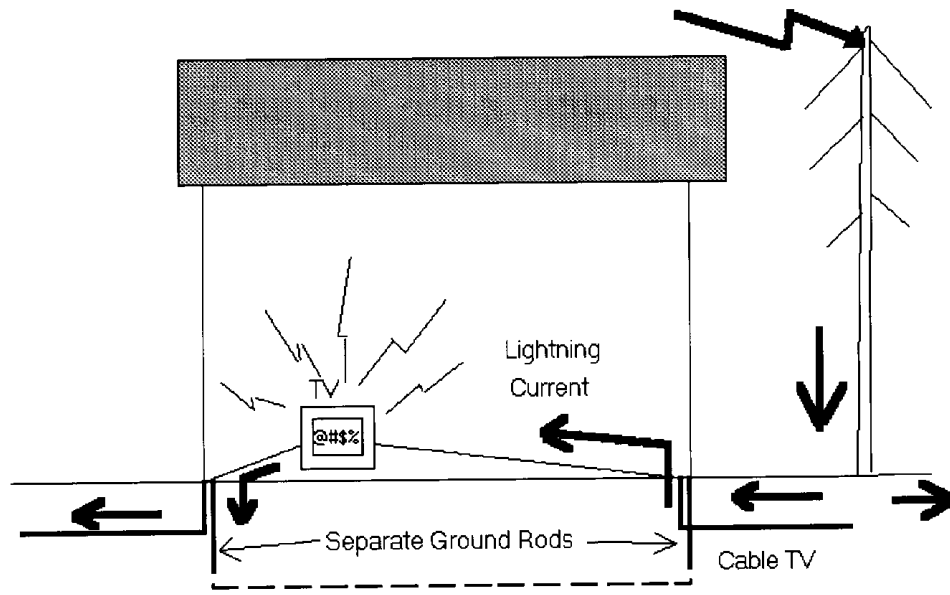 TV
@#$%
Lightning
Current
Separate Ground Rods
Cable TV